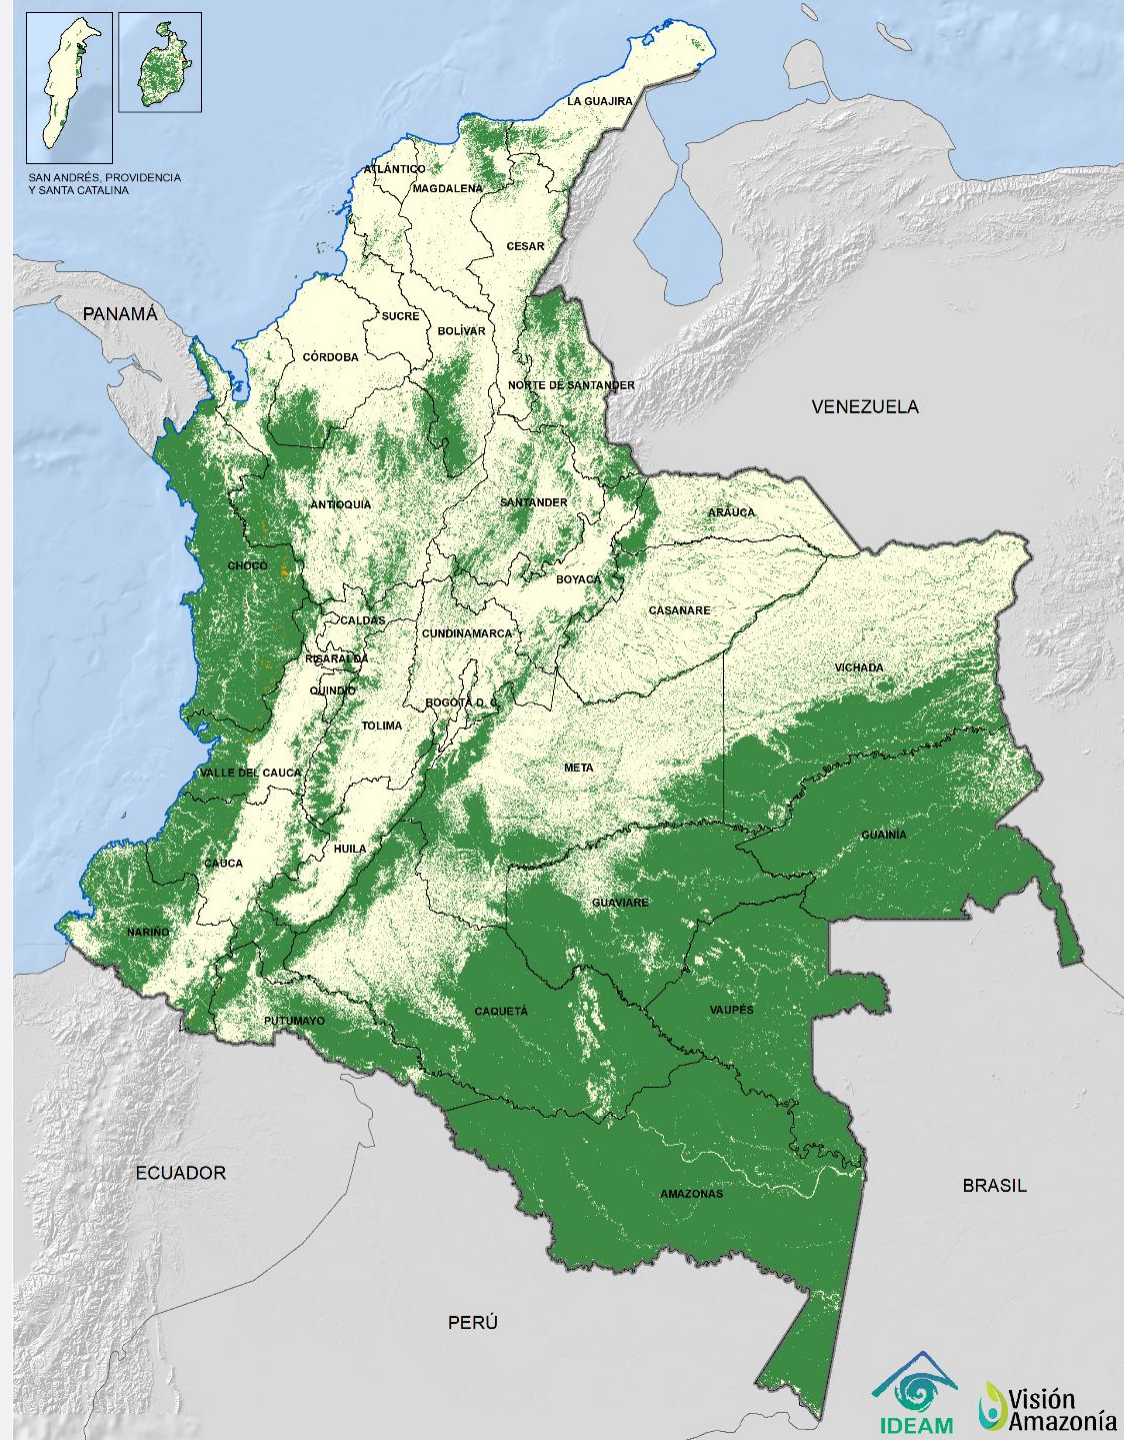 LA GUAJIRA
ATLÁNTICO
MAGDALENA
SAN ANDRÉS, PROVIDENCIA
Y SANTA CATALINA
CESAR
PANAMÁ
SUCRE
BOLÍVAR
CÓRDOBA
NORTE DE SANTANDER
VENEZUELA
ANTIOQUIA
SANTANDER
ARAUCA
CHOCÓ
BOYACÁ
CASANARE
CALDAS
CUNDINAMARCA
RISARALDA
VICHADA
QUINDÍO
BOGOTÁ D. C.
TOLIMA
META
VALLE DEL CAUCA
GUAINÍA
HUILA
CAUCA
GUAVIARE
NARIÑO
CAQUETÁ
VAUPÉS
PUTUMAYO
ECUADOR
BRASIL
AMAZONAS
PERÚ
IDEAM
Visión
Amazonía